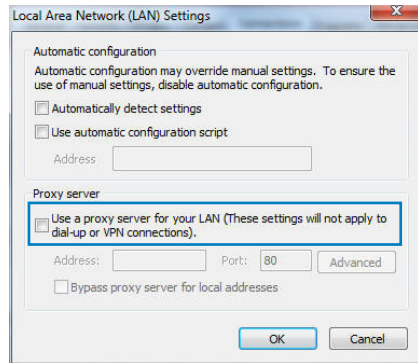 Local Area Network (LAN) Settings
Automatic configuration
Automatic configuration may override manual settings. To ensure the
use of manual settings, disable automatic configuration.
Automatically detect settings
Use automatic configuration script
Address
Proxy server
Use a proxy server for your LAN (These settings will not apply to
dial-up or VPN connections).
Address: Port: 80 Advanced
Bypass proxy server for local addresses
OK Cancel